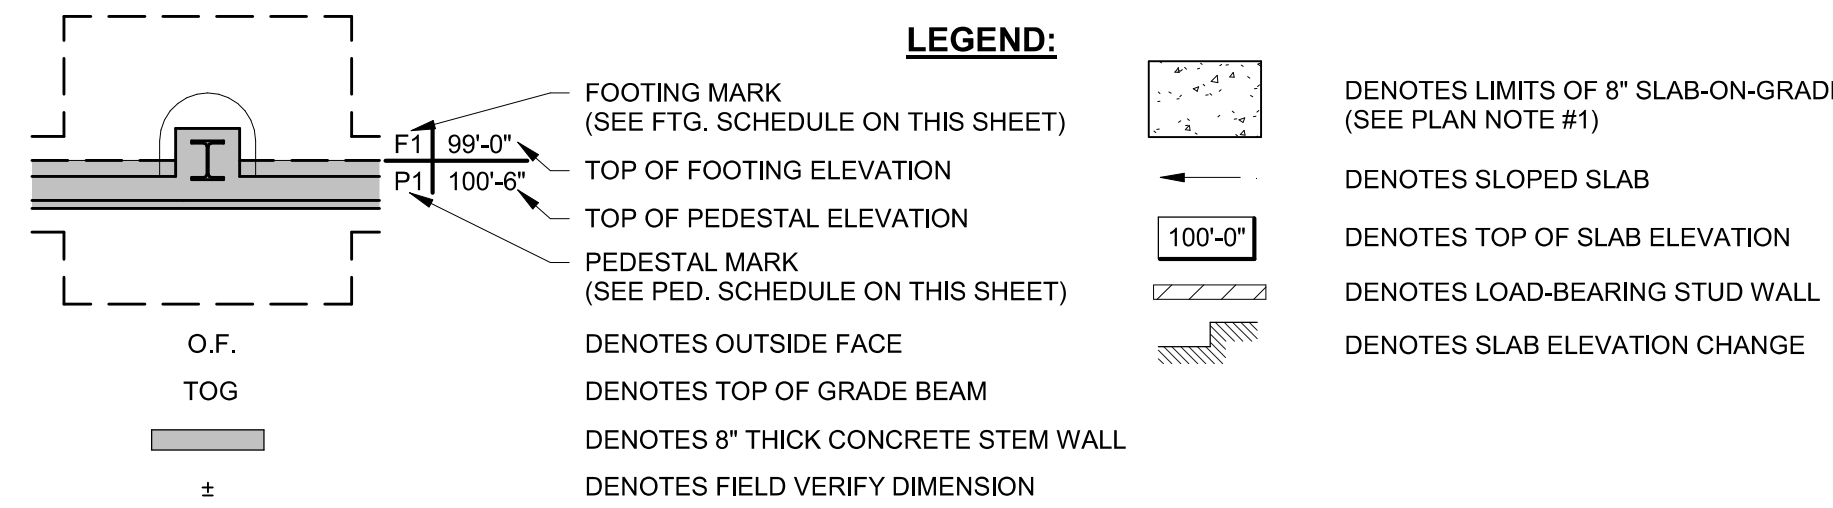 LEGEND:
F1 99'-0"
P1 100'-6"
FOOTING MARK
(SEE FTG. SCHEDULE ON THIS SHEET)
TOP OF FOOTING ELEVATION
TOP OF PEDESTAL ELEVATION
PEDESTAL MARK
(SEE PED. SCHEDULE ON THIS SHEET)
O.F. DENOTES OUTSIDE FACE
TOG DENOTES TOP OF GRADE BEAM
DENOTES 8" THICK CONCRETE STEM WALL
± DENOTES FIELD VERIFY DIMENSION
DENOTES LIMITS OF 8" SLAB-ON-GRADE
(SEE PLAN NOTE #1)
DENOTES SLOPED SLAB
100'-0" DENOTES TOP OF SLAB ELEVATION
DENOTES LOAD-BEARING STUD WALL
DENOTES SLAB ELEVATION CHANGE